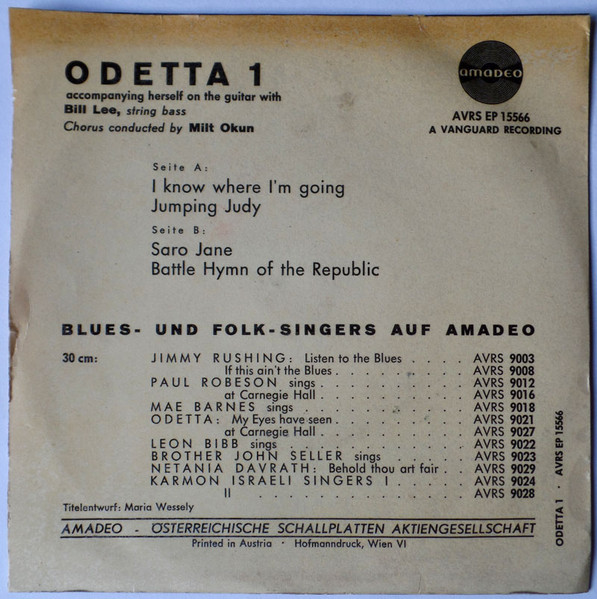 ODETTA 1
accompanying herself on the guitar with
Bill Lee, string bass
Chorus conducted by Milt Okun
amadeo
AVRS EP 15566
A VANGUARD RECORDING
Seite A:
I know where I'm going
Jumping Judy
Seite B:
Saro Jane
Battle Hymn of the Republic
BLUES- UND FOLK-SINGERS AUF AMADEO
30 cm: JIMMY RUSHING: Listen to the Blues . . . . AVRS 9003
If this ain't the Blues . . . . . . . . AVRS 9008
PAUL ROBESON sings . . . . . . . . . AVRS 9012
at Carnegie Hall . . . . . . . . . AVRS 9016
MAE BARNES sings . . . . . . . . . . AVRS 9018
ODETTA: My Eyes have seen . . . . . . . . AVRS 9021
at Carnegie Hall . . . . . . . . . AVRS 9027
LEON BIBB sings . . . . . . . . . . . AVRS 9022
BROTHER JOHN SELLER sings . . . . . AVRS 9023
NETANIA DAVRATH: Behold thou art fair . . AVRS 9029
KARMON ISRAELI SINGERS I . . . . . AVRS 9024
II . . . . . . . . . . . AVRS 9028
Titelentwurf: Maria Wessely
AMADEO - ÖSTERREICHISCHE SCHALLPLATTEN AKTIENGESELLSCHAFT
Printed in Austria · Hofmanndruck, Wien VI
ODETTA 1 · AVRS EP 15566